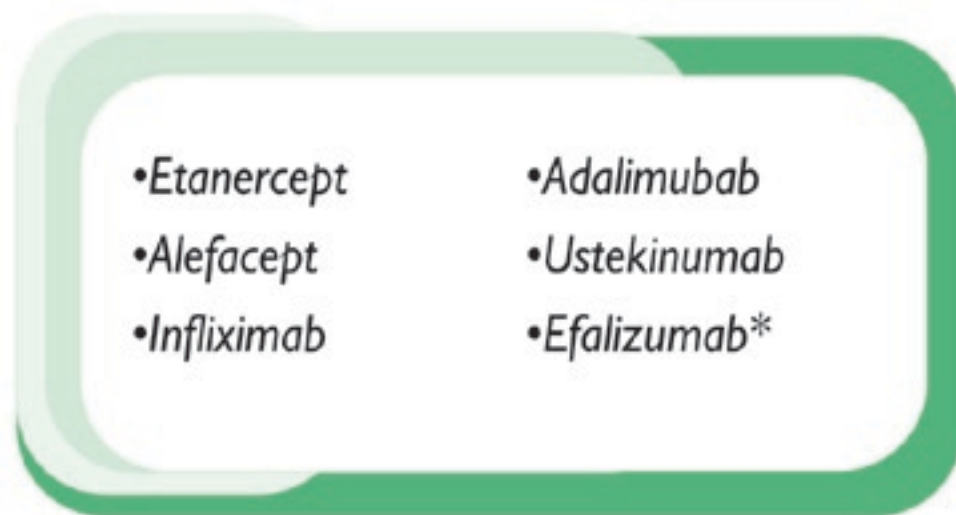 •Etanercept
•Alefacept
•Infliximab
•Adalimubab
•Ustekinumab
•Efalizumab*